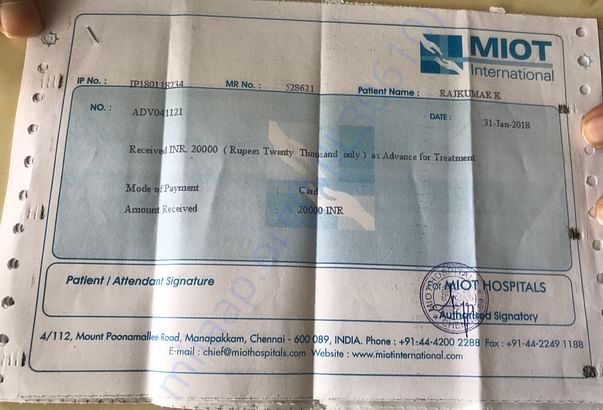 MIOT
International
IP No. : IP180118734 MR No. : 528621 Patient Name : RAJKUMAR K
NO. : ADV041121 DATE : 31-Jan-2018
Received INR. 20000 ( Rupees Twenty Thousand only ) as Advance for Treatment
Mode of Payment : Card
Amount Received : 20000 INR
Patient / Attendant Signature
For MIOT HOSPITALS
Authorised Signatory
4/112, Mount Poonamallee Road, Manapakkam, Chennai - 600 089, INDIA. Phone : +91-44-4200 2288 Fax : +91-44-2249 1188
E-mail : chief@miothospitals.com Website : www.miotinternational.com